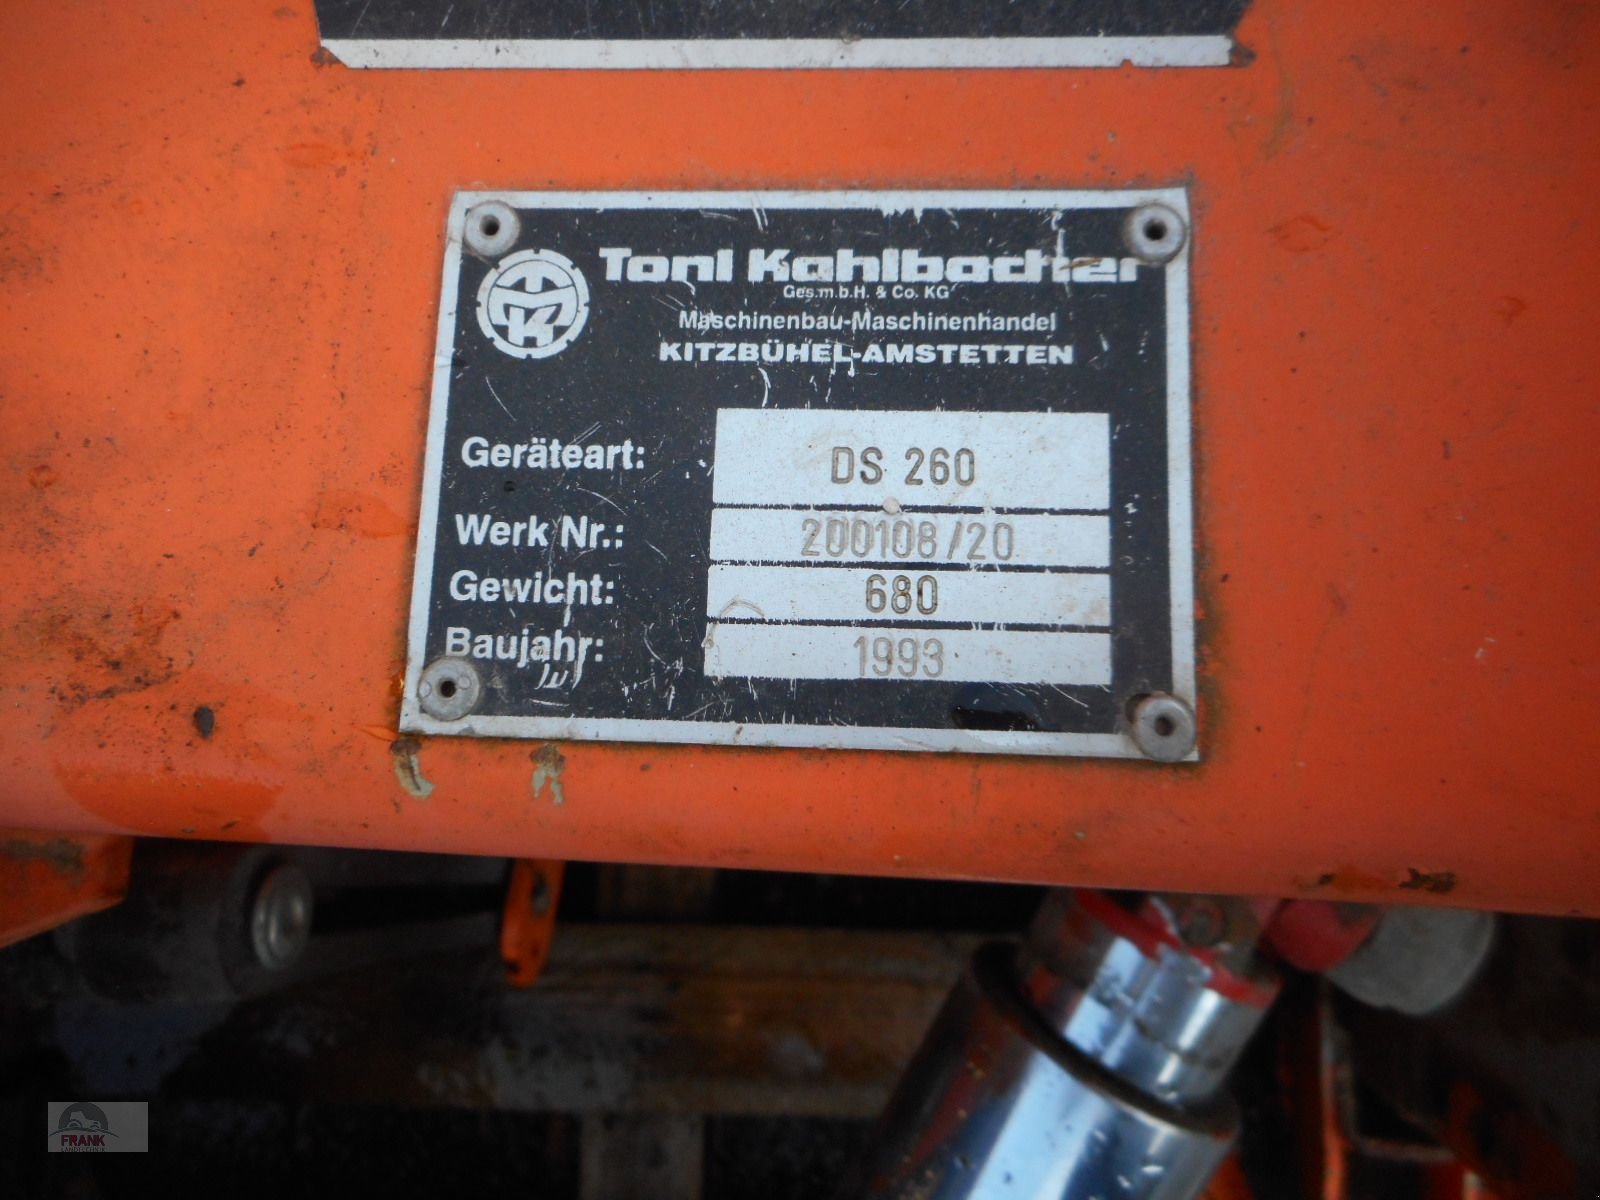 Toni Kahlbacher
Ges.m.b.H. & Co. KG
Maschinenbau-Maschinenhandel
KITZBÜHEL-AMSTETTEN
Geräteart: DS 260
Werk Nr.: 200108/20
Gewicht: 680
Baujahr: 1993
FRANK
LANDTECHNIK